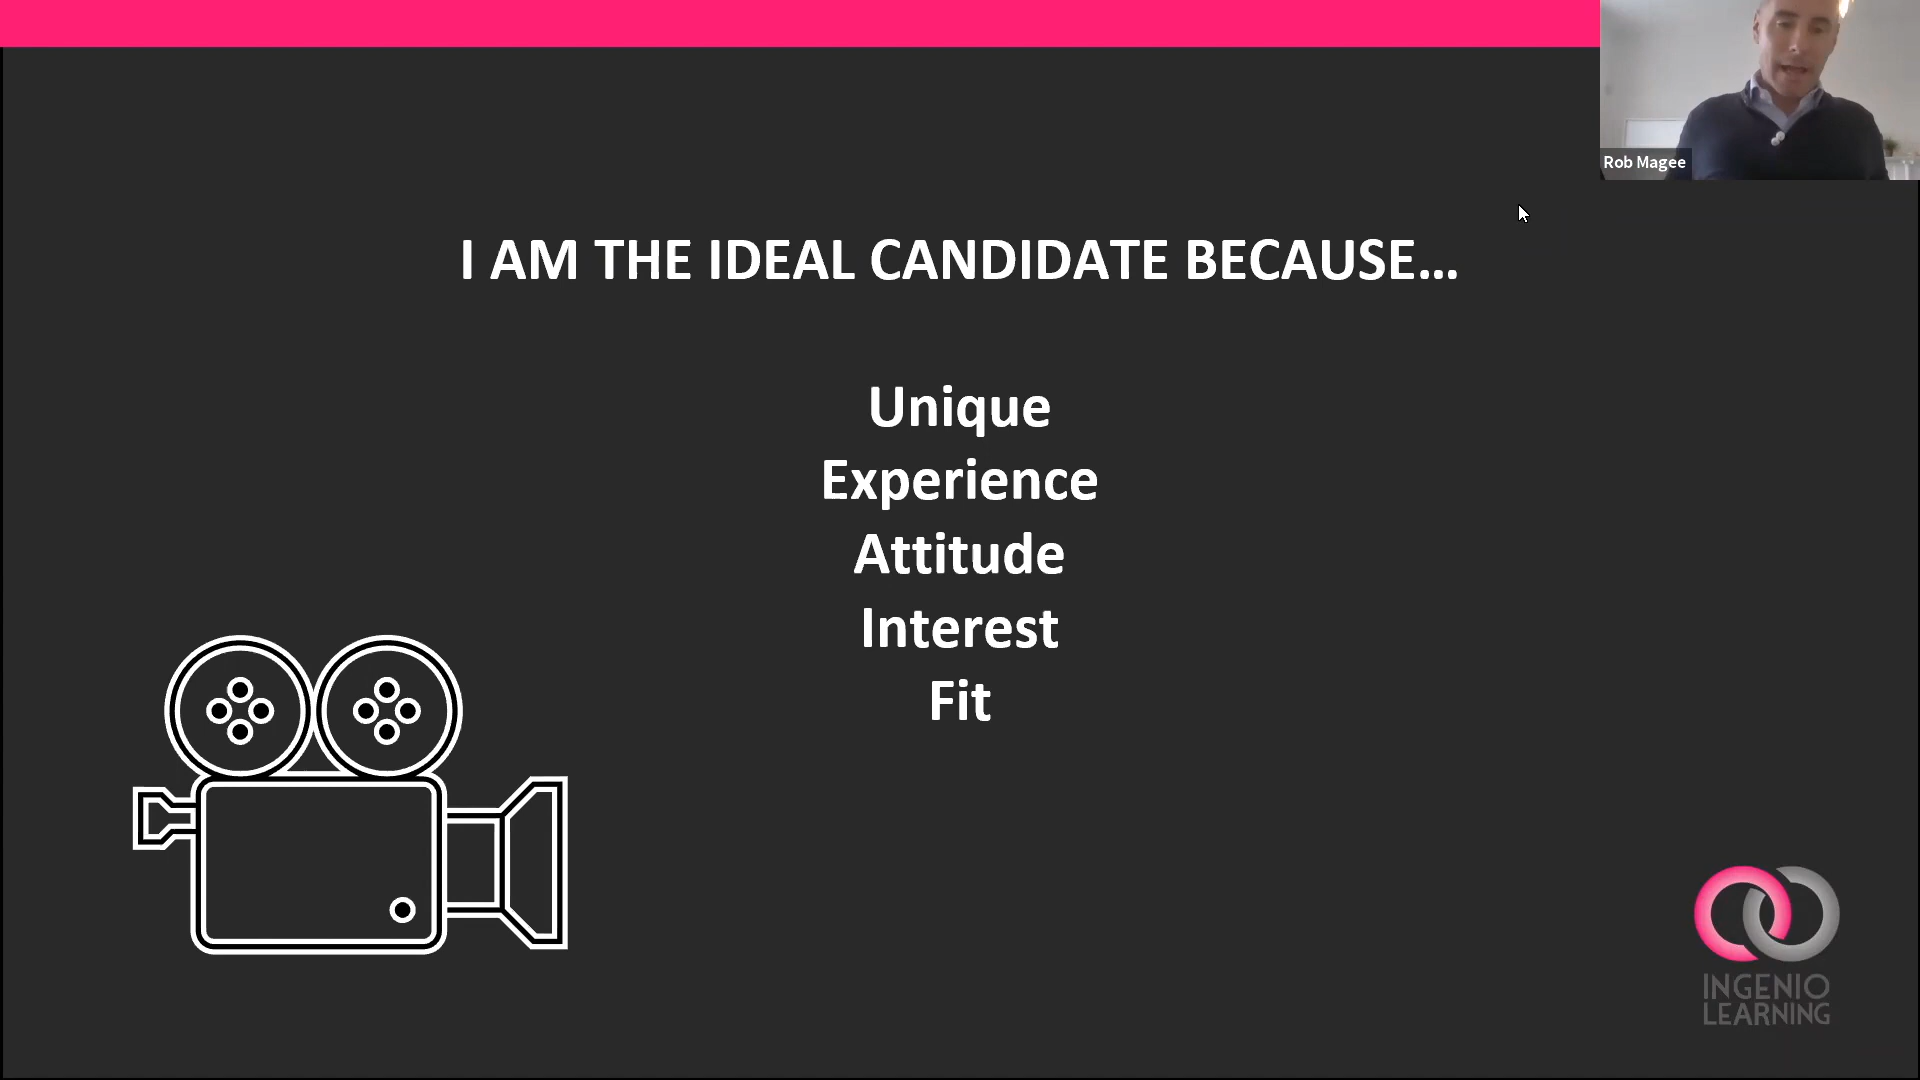 Rob Magee
I AM THE IDEAL CANDIDATE BECAUSE...
Unique
Experience
Attitude
Interest
Fit
INGENIO
LEARNING